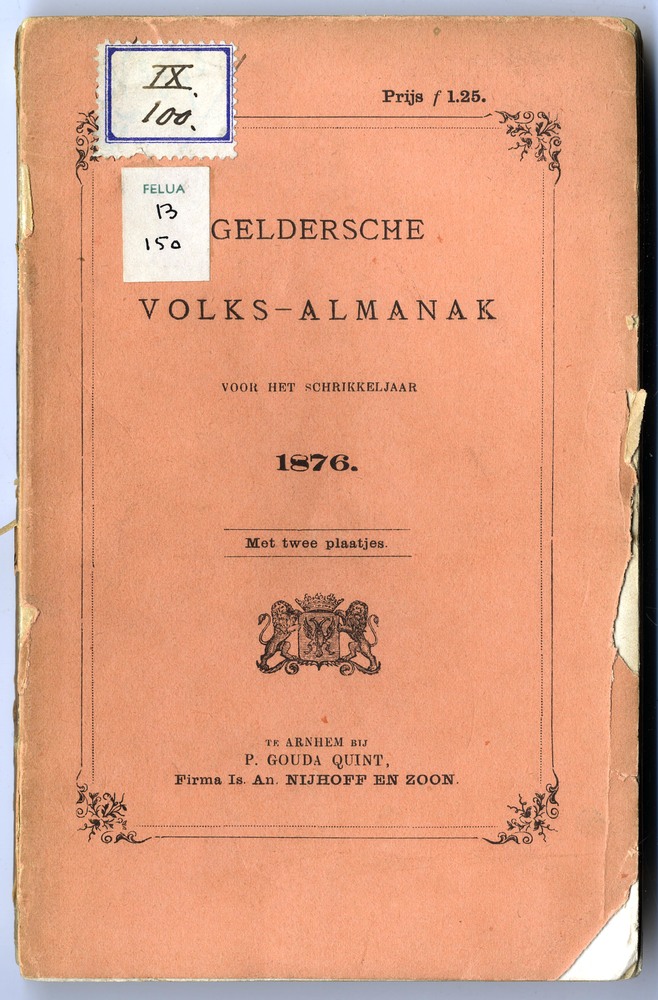 IX.
100.
Prijs f 1.25.
FELUA
13
150
GELDERSCHE
VOLKS-ALMANAK
VOOR HET SCHRIKKELJAAR
1876.
Met twee plaatjes.
TE ARNHEM BIJ
P. GOUDA QUINT,
Firma Is. An. NIJHOFF EN ZOON.